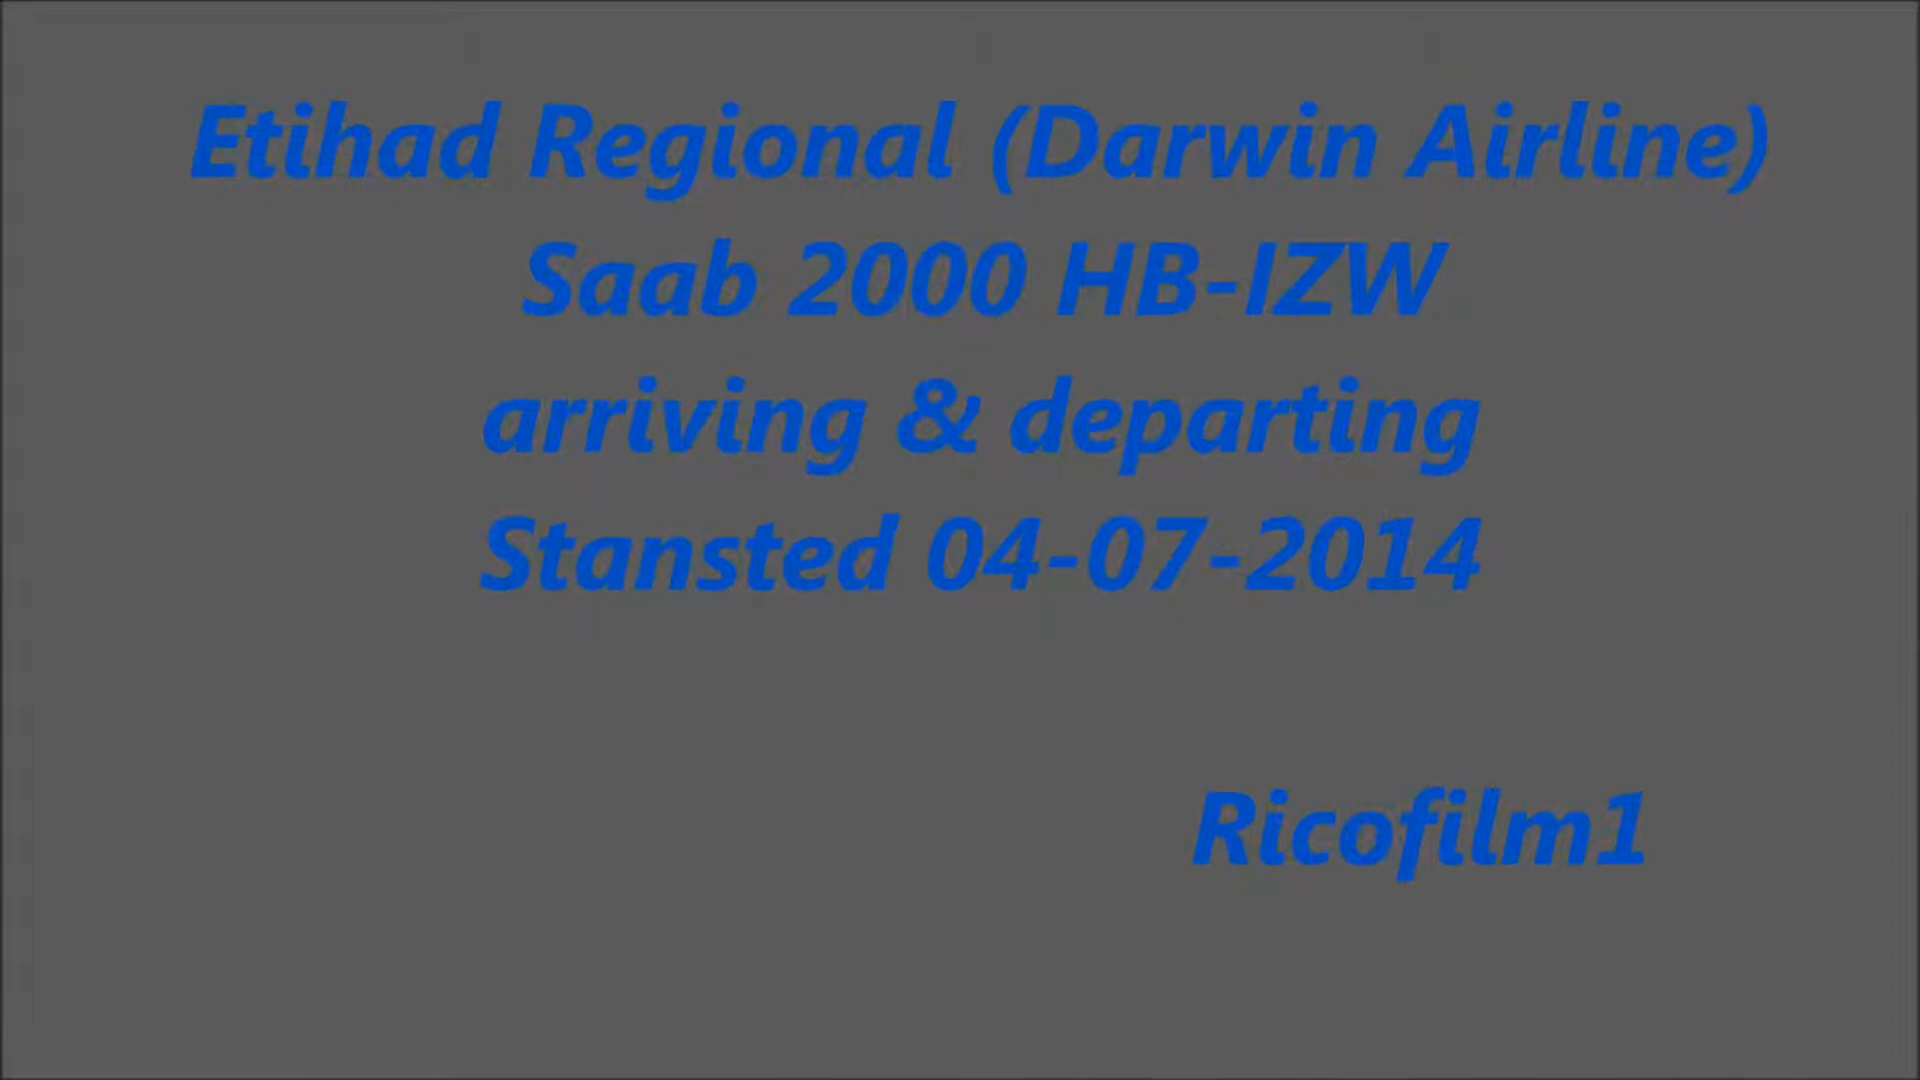 Etihad Regional (Darwin Airline)
Saab 2000 HB-IZW
arriving & departing
Stansted 04-07-2014
Ricofilm1